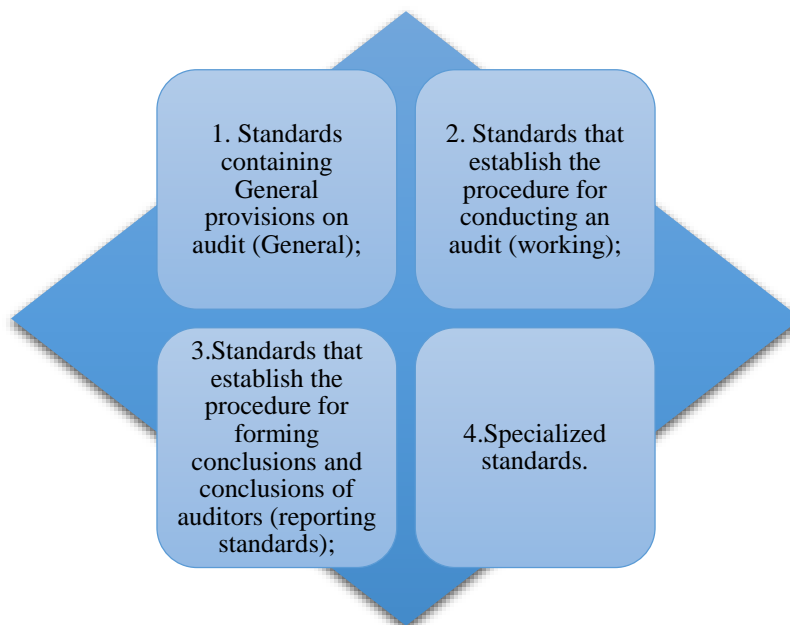 1. Standards
containing
General
provisions on
audit (General);
2. Standards that
establish the
procedure for
conducting an
audit (working);
3.Standards that
establish the
procedure for
forming
conclusions and
conclusions of
auditors (reporting
standards);
4.Specialized
standards.